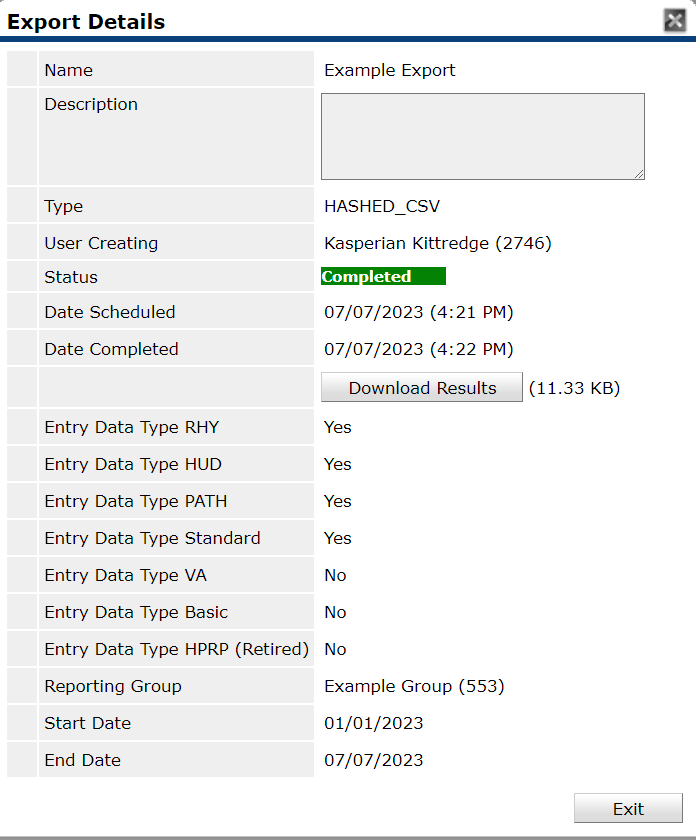 Export Details
Name Example Export
Description
Type HASHED_CSV
User Creating Kasperian Kittredge (2746)
Status Completed
Date Scheduled 07/07/2023 (4:21 PM)
Date Completed 07/07/2023 (4:22 PM)
Download Results (11.33 KB)
Entry Data Type RHY Yes
Entry Data Type HUD Yes
Entry Data Type PATH Yes
Entry Data Type Standard Yes
Entry Data Type VA No
Entry Data Type Basic No
Entry Data Type HPRP (Retired) No
Reporting Group Example Group (553)
Start Date 01/01/2023
End Date 07/07/2023
Exit